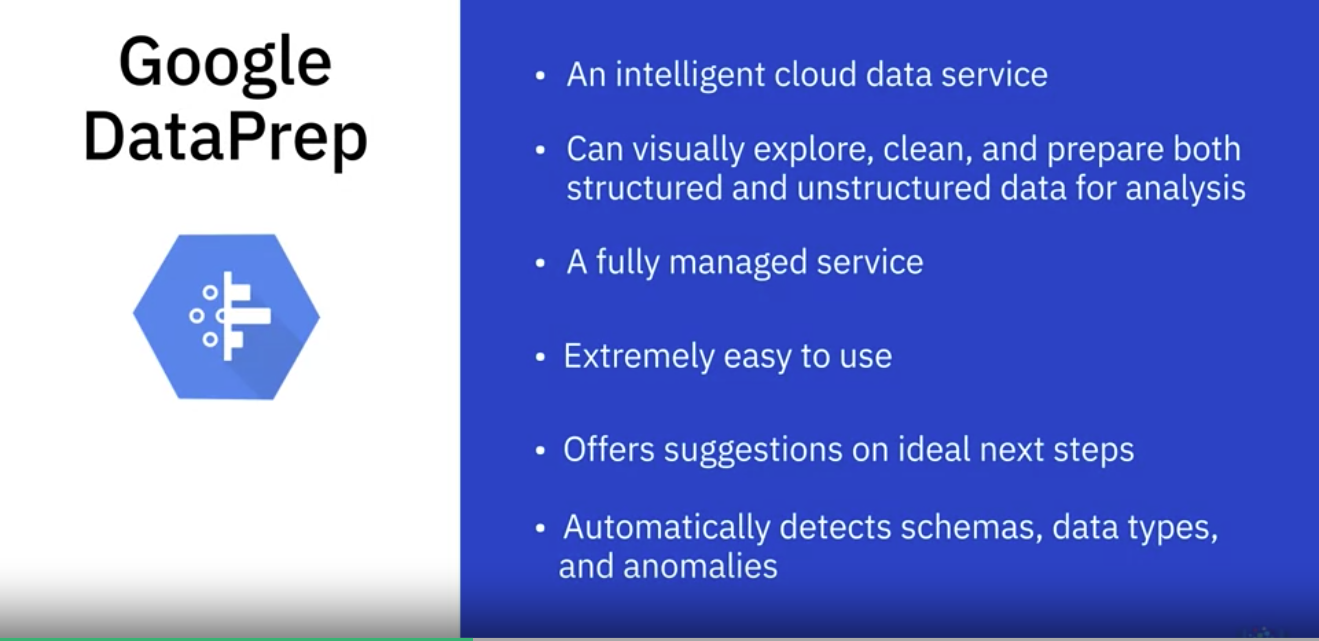 Google
DataPrep
• An intelligent cloud data service
• Can visually explore, clean, and prepare both
structured and unstructured data for analysis
• A fully managed service
• Extremely easy to use
• Offers suggestions on ideal next steps
• Automatically detects schemas, data types,
and anomalies